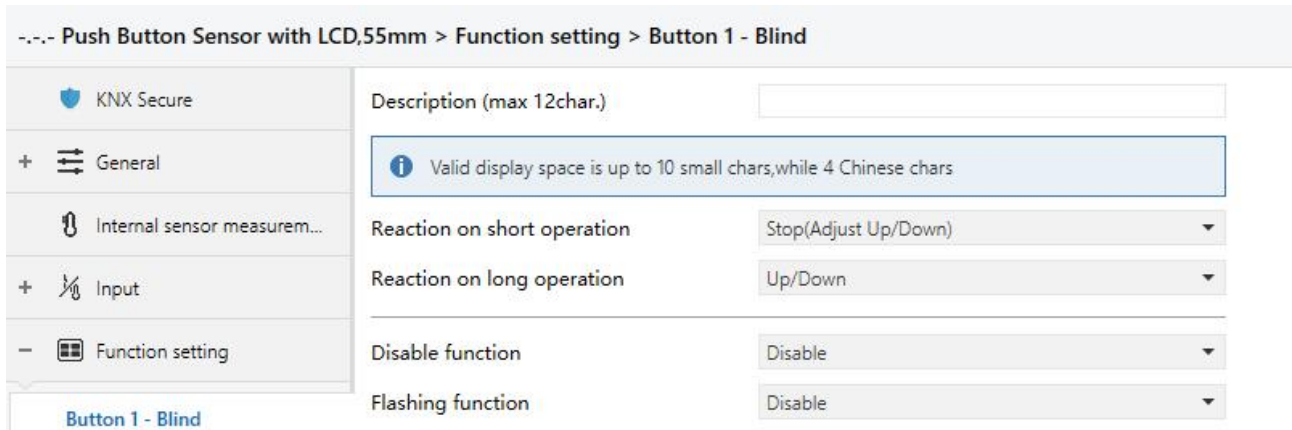 -.-.- Push Button Sensor with LCD,55mm > Function setting > Button 1 - Blind
KNX Secure
+ General
Internal sensor measurem...
+ Input
− Function setting
Button 1 - Blind
Description (max 12char.)
Valid display space is up to 10 small chars,while 4 Chinese chars
Reaction on short operation Stop(Adjust Up/Down)
Reaction on long operation Up/Down
Disable function Disable
Flashing function Disable